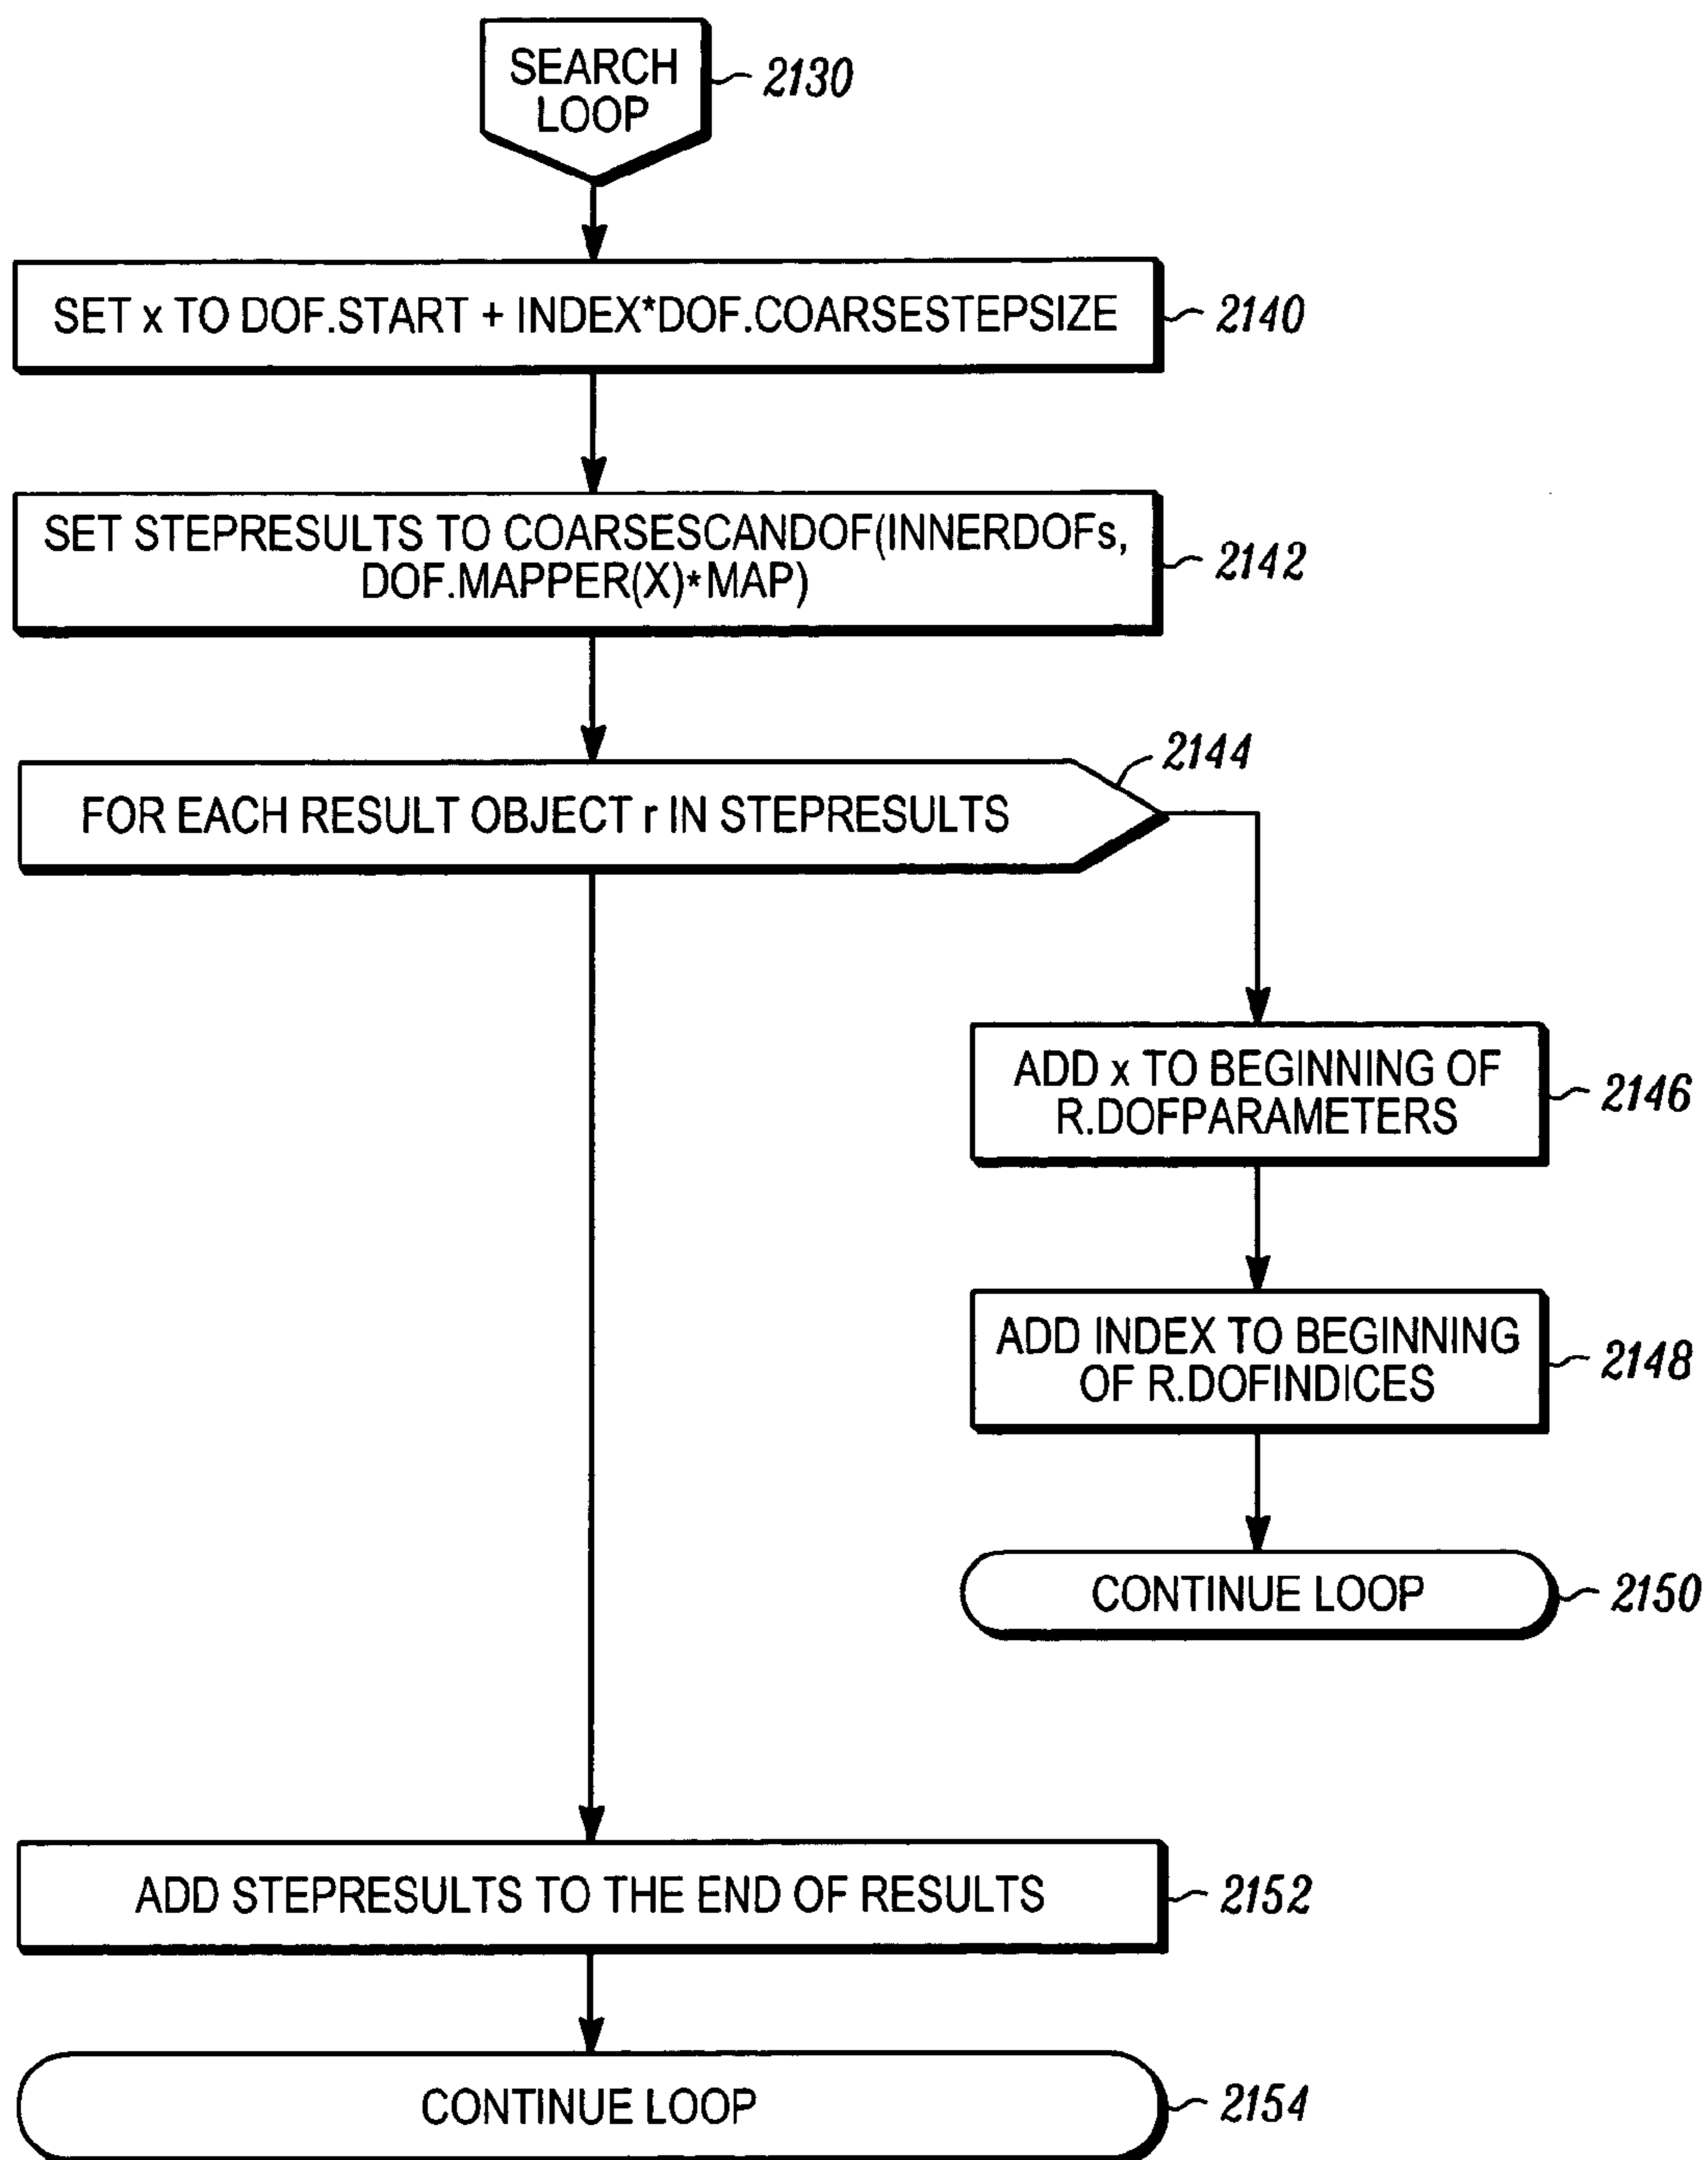 SEARCH
LOOP
2130
SET x TO DOF.START + INDEX*DOF.COARSESTEPSIZE
2140
SET STEPRESULTS TO COARSESCANDOF(INNERDOFs,
DOF.MAPPER(X)*MAP)
2142
2144
FOR EACH RESULT OBJECT r IN STEPRESULTS
ADD x TO BEGINNING OF
R.DOFPARAMETERS
2146
ADD INDEX TO BEGINNING
OF R.DOFINDICES
2148
CONTINUE LOOP
2150
ADD STEPRESULTS TO THE END OF RESULTS
2152
CONTINUE LOOP
2154